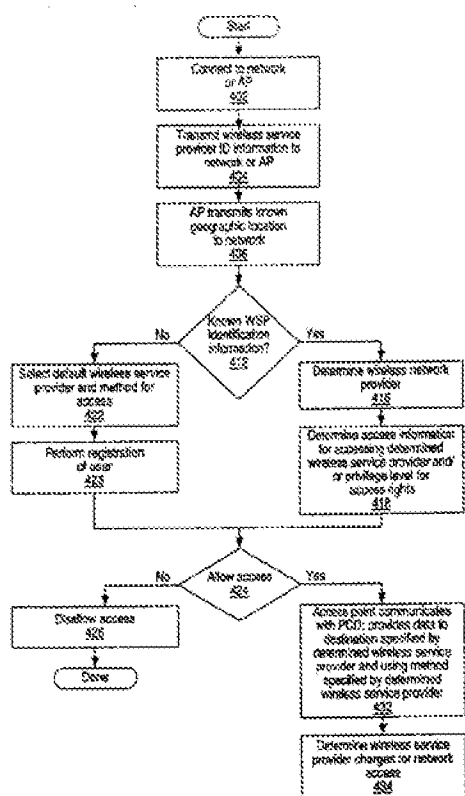 Start
Connect to network
or AP
402
Transmit wireless service
provider ID information to
network or AP
404
AP transmits known
geographic location
to network
406
Known WSP
identification
information?
412
No
Yes
Select default wireless service
provider and method for
access
422
Perform registration
of user
423
Determine wireless network
provider
416
Determine access information
for accessing determined
wireless service provider and/
or privilege level for
access rights
418
Allow access
424
No
Yes
Disallow access
426
Done
Access point communicates
with PCD; provides data to
destination specified by
determined wireless service
provider and using method
specified by determined
wireless service provider
432
Determine wireless service
provider charges for network
access
434